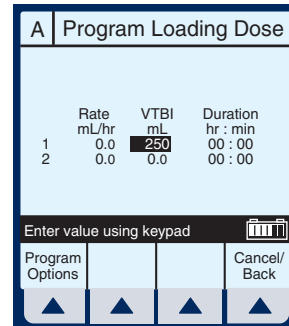 A Program Loading Dose
Rate VTBI Duration
mL/hr mL hr : min
1 0.0 250 00 : 00
2 0.0 0.0 00 : 00
Enter value using keypad
Program Cancel/
Options Back